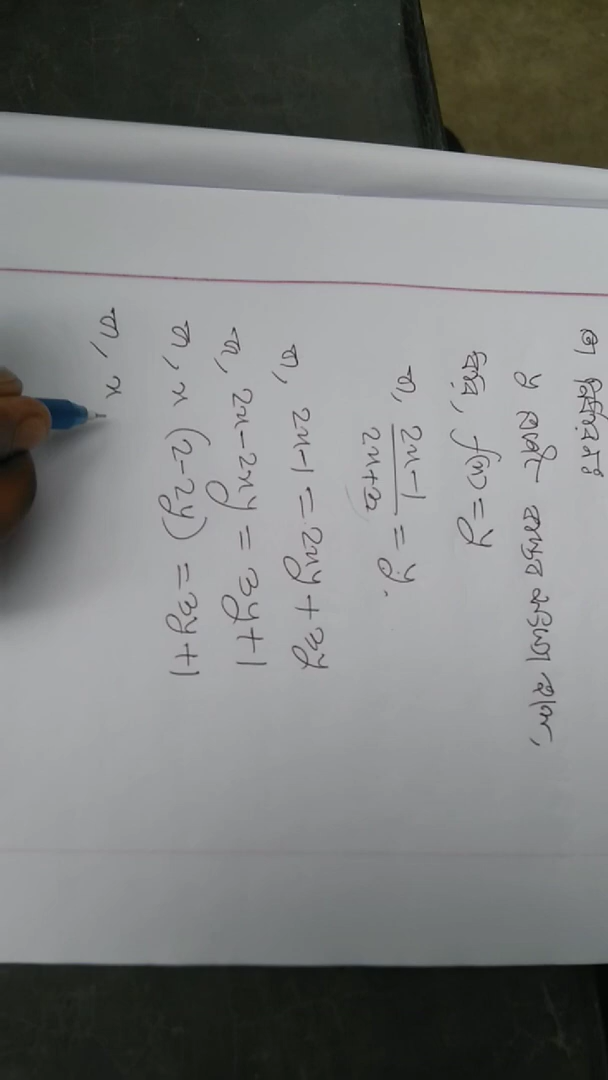 y একটি বাস্তব সংখ্যা হলে,
ধরি, f(x) = y
বা, 2x-1/2x+3 = y.
বা, 2x-1 = 2xy + 3y
বা, 2x-2xy = 3y+1
বা, x (2-2y) = 3y+1
বা, x